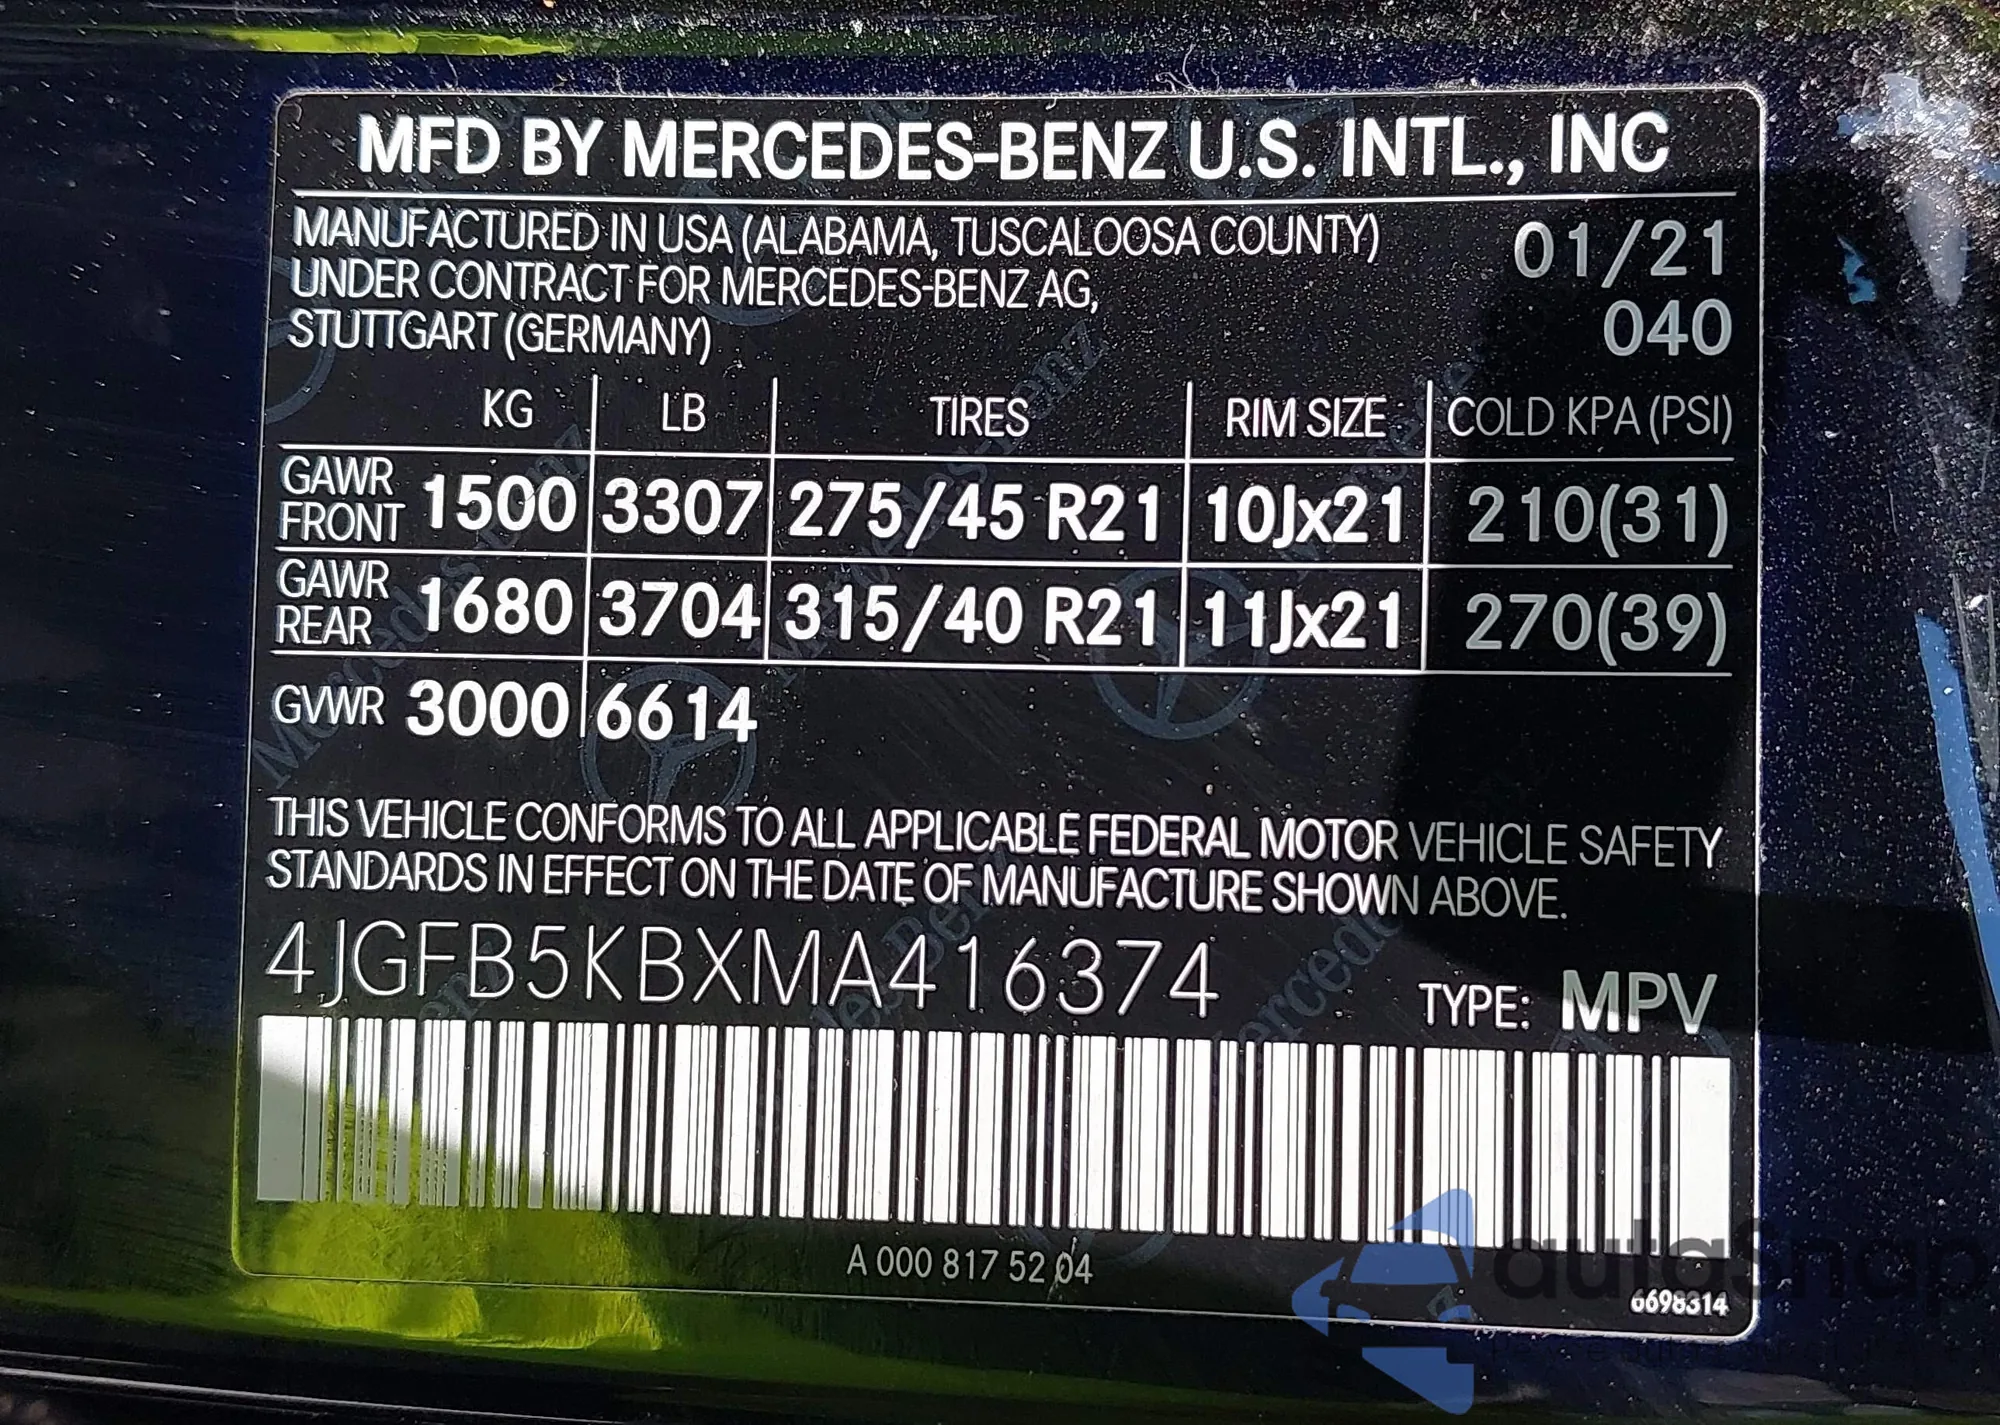 MFD BY MERCEDES-BENZ U.S. INTL., INC
MANUFACTURED IN USA (ALABAMA, TUSCALOOSA COUNTY) 01/21
UNDER CONTRACT FOR MERCEDES-BENZ AG,
STUTTGART (GERMANY) 040
KG LB TIRES RIM SIZE COLD KPA (PSI)
GAWR FRONT 1500 3307 275/45 R21 10Jx21 210(31)
GAWR REAR 1680 3704 315/40 R21 11Jx21 270(39)
GVWR 3000 6614
THIS VEHICLE CONFORMS TO ALL APPLICABLE FEDERAL MOTOR VEHICLE SAFETY
STANDARDS IN EFFECT ON THE DATE OF MANUFACTURE SHOWN ABOVE.
4JGFB5KBXMA416374 TYPE: MPV
A 000 817 52 04
6698314
autosnap